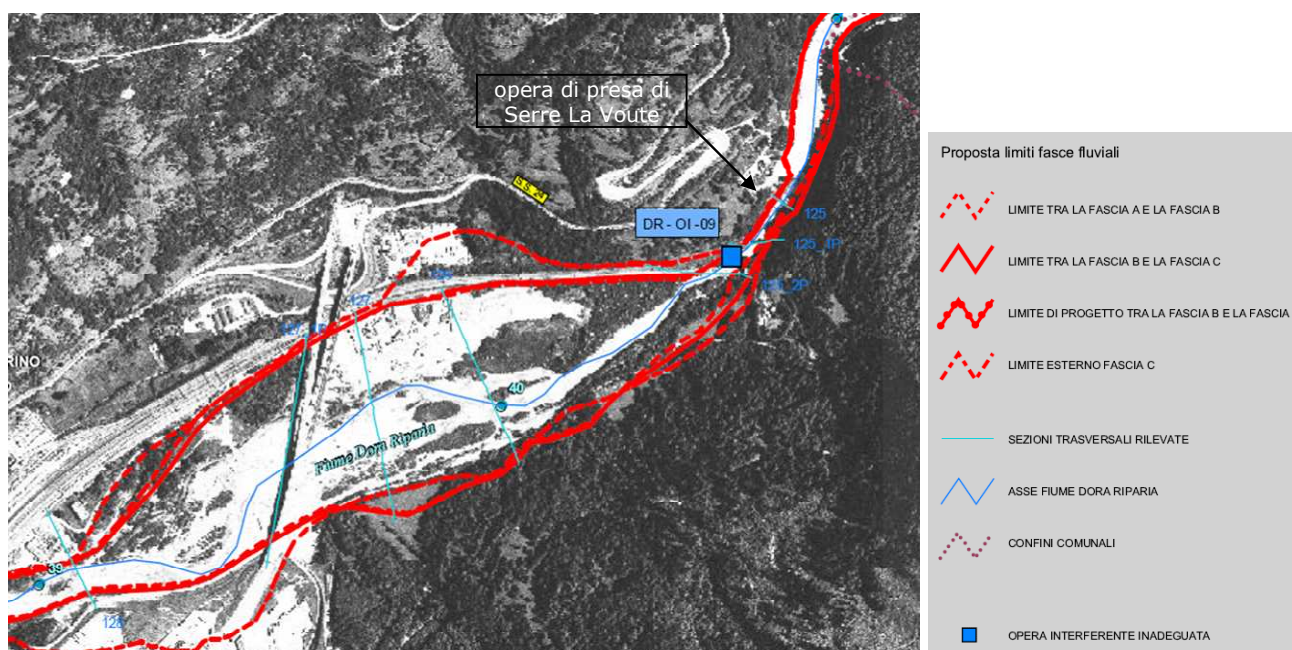 opera di presa di
Serre La Voute
S.S. 24
DR - OI -09
125
125_1P
125_2P
126
127
127_1P
RINO
40
Fiume Dora Riparia
39
128
Proposta limiti fasce fluviali
LIMITE TRA LA FASCIA A E LA FASCIA B
LIMITE TRA LA FASCIA B E LA FASCIA C
LIMITE DI PROGETTO TRA LA FASCIA B E LA FASCIA
LIMITE ESTERNO FASCIA C
SEZIONI TRASVERSALI RILEVATE
ASSE FIUME DORA RIPARIA
CONFINI COMUNALI
OPERA INTERFERENTE INADEGUATA